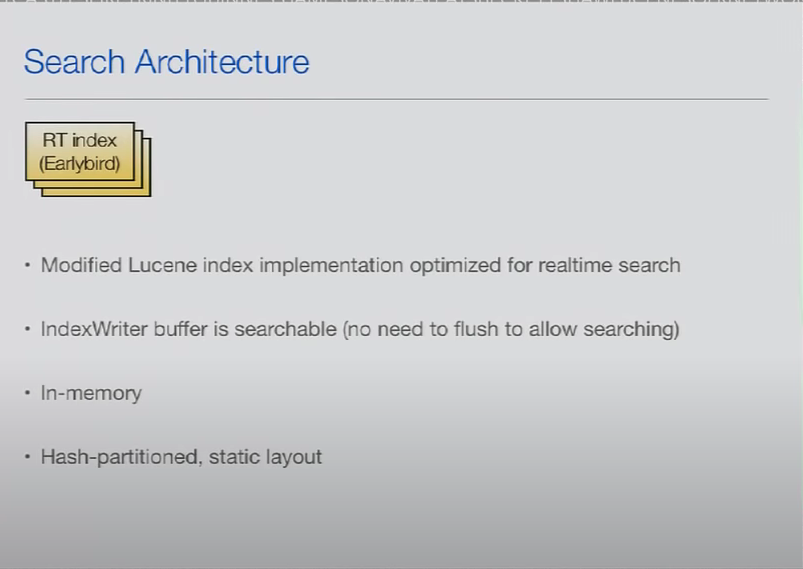 Search Architecture
RT index
(Earlybird)
• Modified Lucene index implementation optimized for realtime search
• IndexWriter buffer is searchable (no need to flush to allow searching)
• In-memory
• Hash-partitioned, static layout